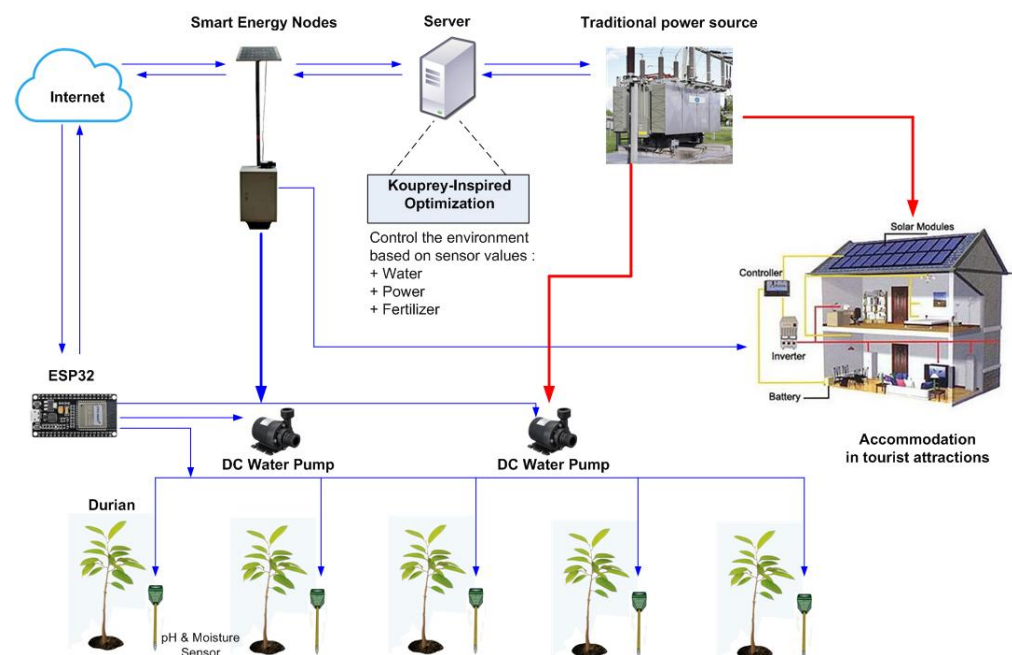 Smart Energy Nodes
Server
Traditional power source
Internet
Kouprey-Inspired
Optimization
Control the environment
based on sensor values :
+ Water
+ Power
+ Fertilizer
Solar Modules
Controller
Inverter
Battery
ESP32
Accommodation
in tourist attractions
DC Water Pump
DC Water Pump
Durian
pH & Moisture
Sensor